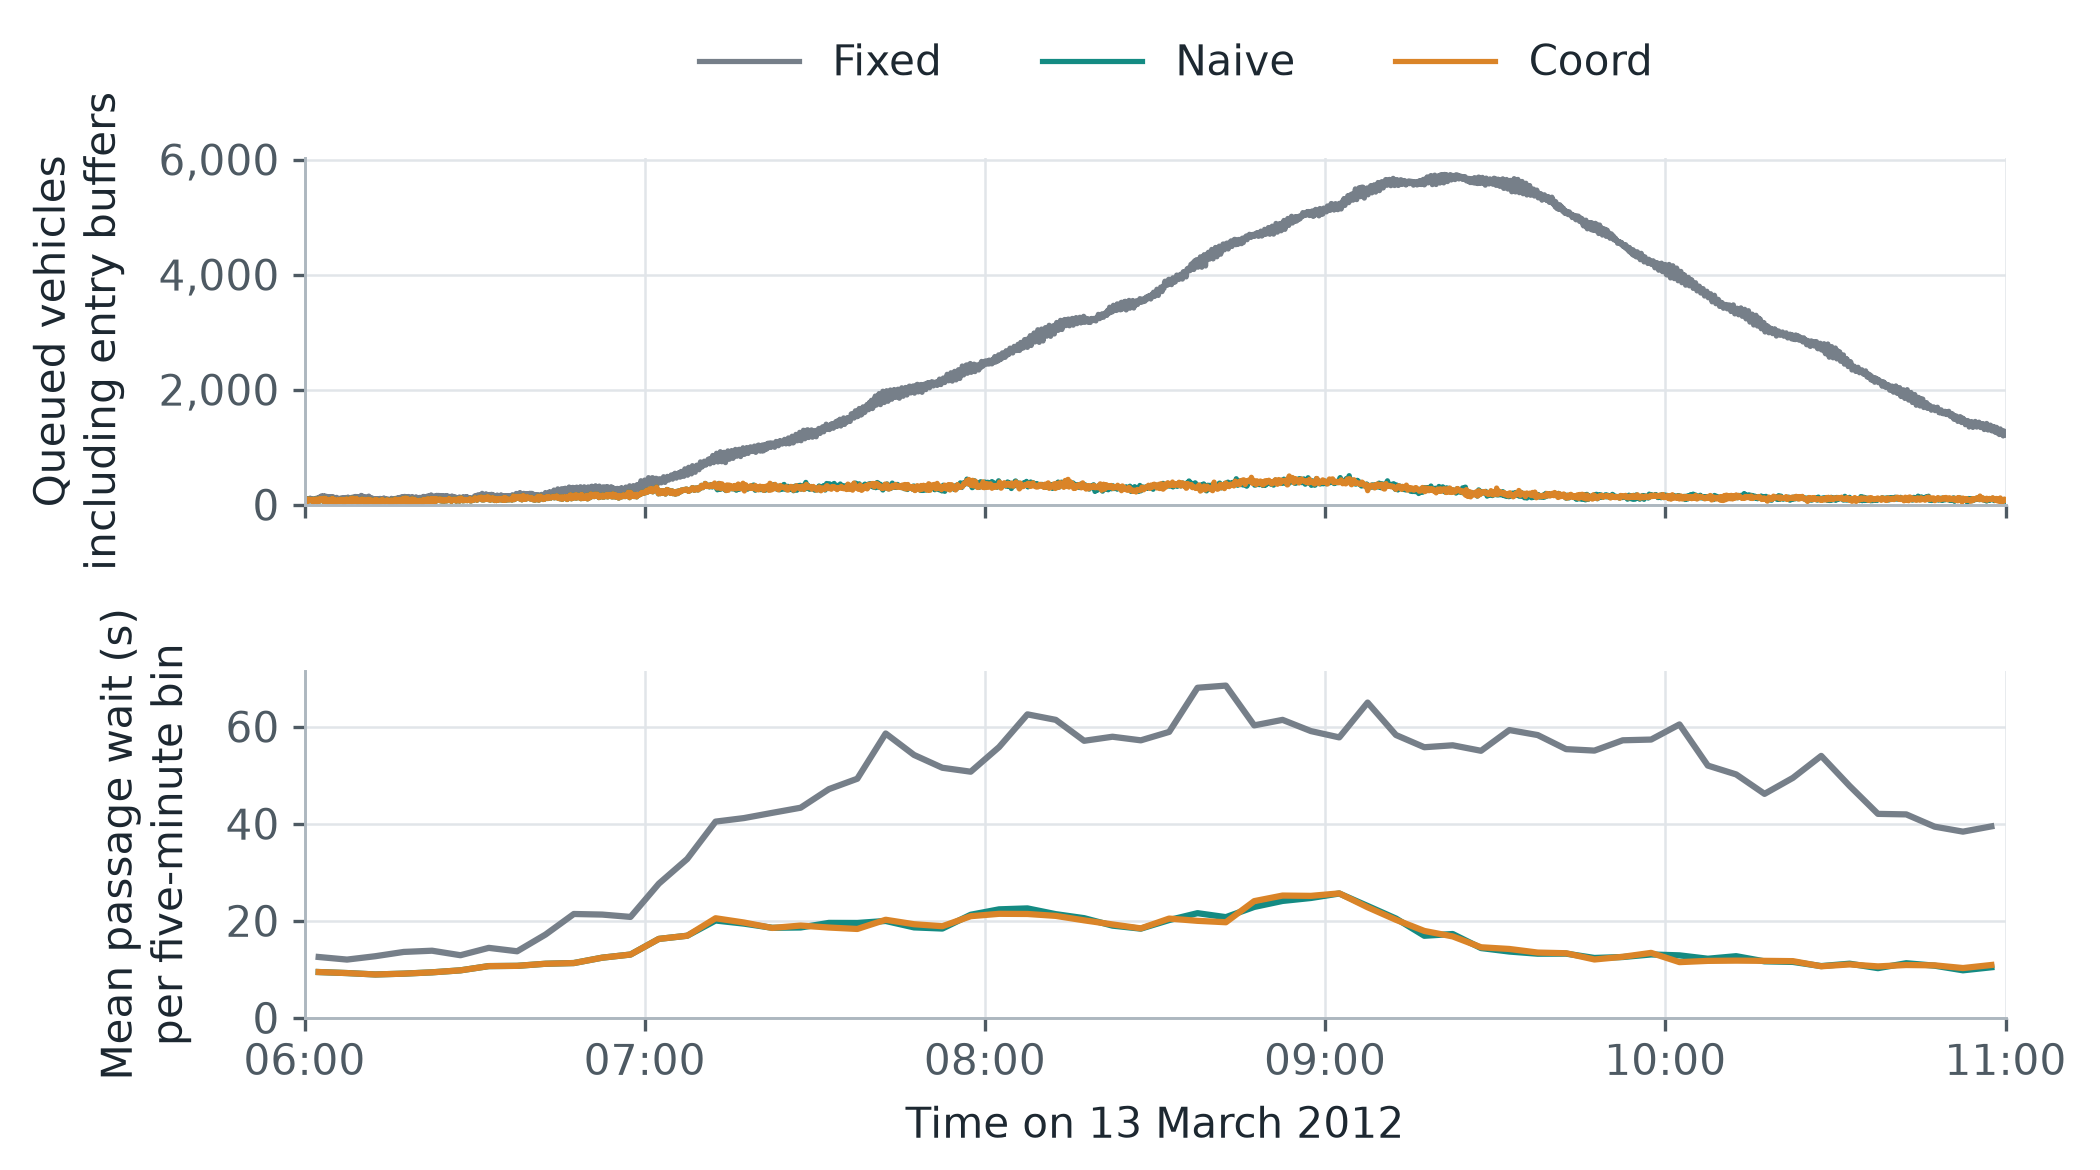 Fixed
Naive
Coord
Queued vehicles
including entry buffers
6,000
4,000
2,000
0
Mean passage wait (s)
per five-minute bin
60
40
20
0
06:00
07:00
08:00
09:00
10:00
11:00
Time on 13 March 2012